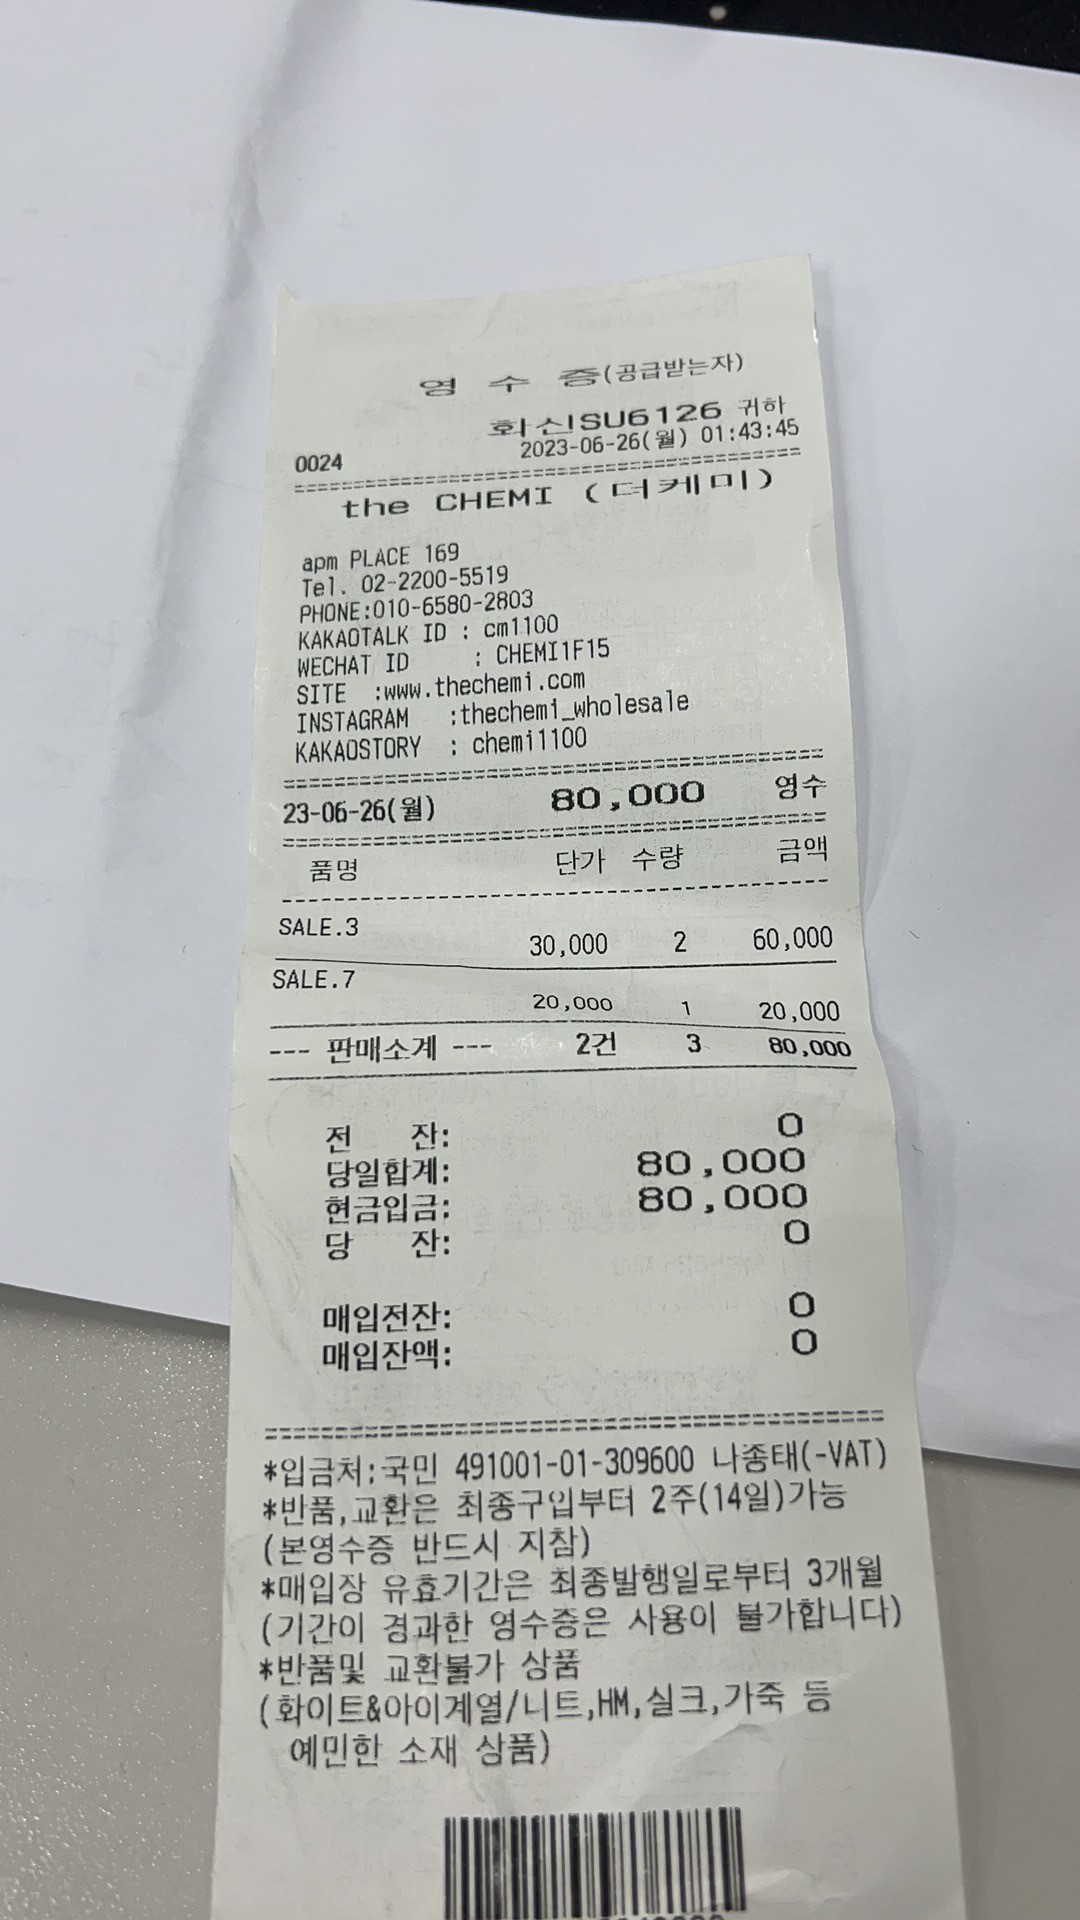 영 수 증(공급받는자)
화신SU6126 귀하
0024 2023-06-26(월) 01:43:45
the CHEMI (더케미)
apm PLACE 169
Tel. 02-2200-5519
PHONE:010-6580-2803
KAKAOTALK ID : cm1100
WECHAT ID : CHEMI1F15
SITE :www.thechemi.com
INSTAGRAM :thechemi_wholesale
KAKAOSTORY : chemi1100
23-06-26(월) 80,000 영수
품명 단가 수량 금액
SALE.3
30,000 2 60,000
SALE.7
20,000 1 20,000
--- 판매소계 --- 2건 3 80,000
전 잔: 0
당일합계: 80,000
현금입금: 80,000
당 잔: 0
매입전잔: 0
매입잔액: 0
*입금처:국민 491001-01-309600 나종태(-VAT)
*반품,교환은 최종구입부터 2주(14일)가능
(본영수증 반드시 지참)
*매입장 유효기간은 최종발행일로부터 3개월
(기간이 경과한 영수증은 사용이 불가합니다)
*반품및 교환불가 상품
(화이트&아이계열/니트,HM,실크,가죽 등
예민한 소재 상품)